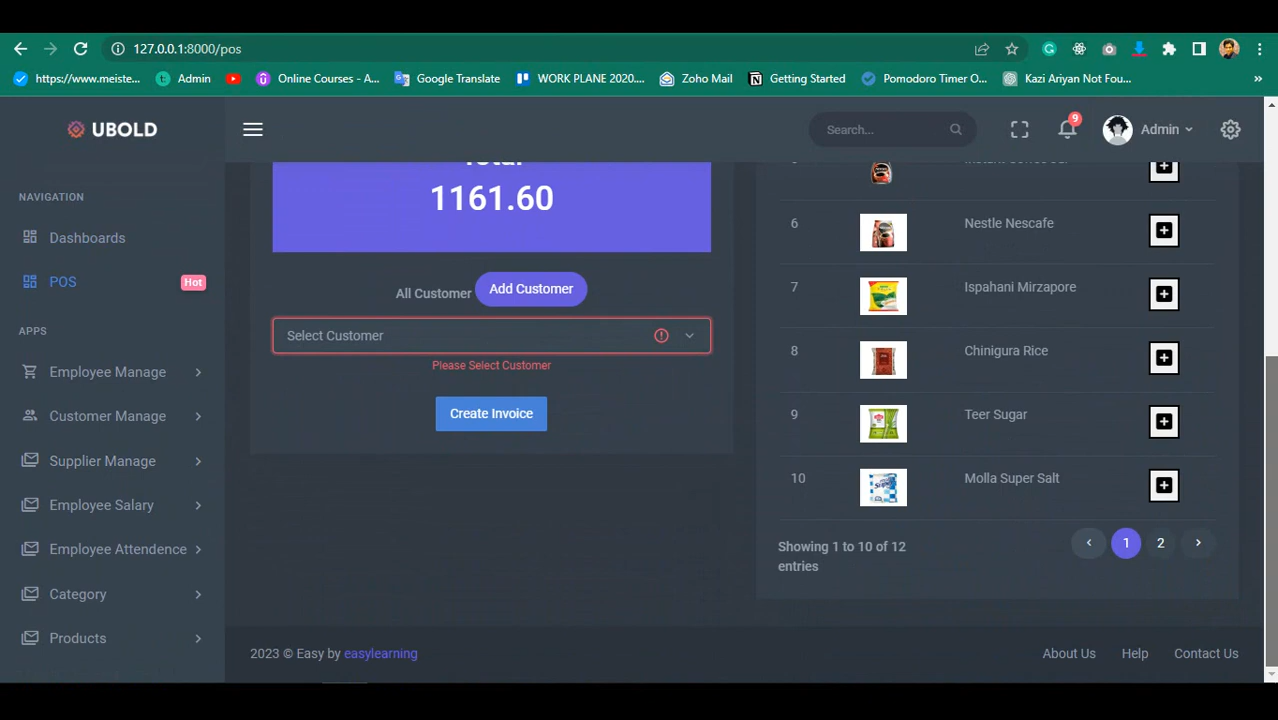 127.0.0.1:8000/pos
https://www.meiste...
Admin
Online Courses - A...
Google Translate
WORK PLANE 2020....
Zoho Mail
Getting Started
Pomodoro Timer O...
Kazi Ariyan Not Fou...
»
UBOLD
Search...
9
Admin
NAVIGATION
Dashboards
POS
Hot
APPS
Employee Manage
Customer Manage
Supplier Manage
Employee Salary
Employee Attendence
Category
Products
Total
1161.60
All Customer
Add Customer
Select Customer
Please Select Customer
Create Invoice
6 Nestle Nescafe
7 Ispahani Mirzapore
8 Chinigura Rice
9 Teer Sugar
10 Molla Super Salt
Showing 1 to 10 of 12
entries
1 2
2023 © Easy by easylearning
About Us
Help
Contact Us